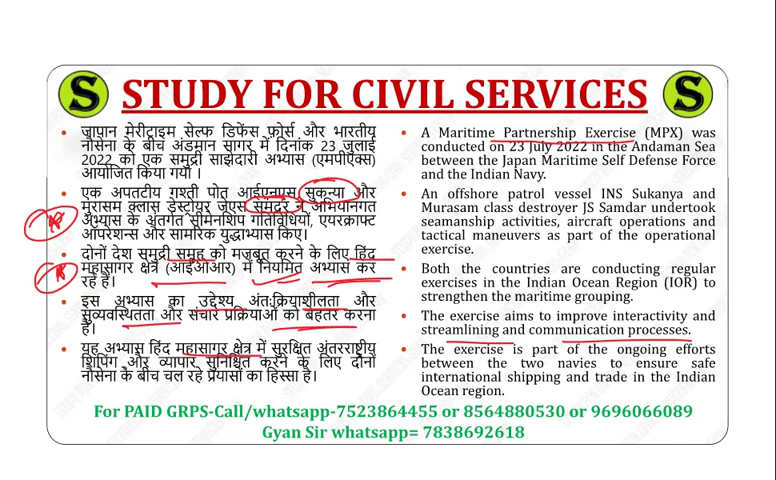 S STUDY FOR CIVIL SERVICES S
• जापान मेरीटाइम सेल्फ डिफेंस फ़ोर्स और भारतीय
नौसेना के बीच अंडमान सागर में दिनांक 23 जुलाई
2022 को एक समुद्री साझेदारी अभ्यास (एमपीएक्स)
आयोजित किया गया ।
• एक अपतटीय गश्ती पोत आईएनएस सुकन्या और
मुरासम क्लास डेस्ट्रॉयर जेएस समिदर ने अभियानगत
अभ्यास के अंतर्गत सीमनशिप गतिविधियों, एयरक्राफ्ट
ऑपरेशन्स और सामरिक युद्धाभ्यास किए।
• दोनों देश समुद्री समूह को मजबूत करने के लिए हिंद
महासागर क्षेत्र (आईओआर) में नियमित अभ्यास कर
रहे हैं।
• इस अभ्यास का उद्देश्य अंत:क्रियाशीलता और
सुव्यवस्थितता और संचार प्रक्रियाओं को बेहतर करना
है।
• यह अभ्यास हिंद महासागर क्षेत्र में सुरक्षित अंतरराष्ट्रीय
शिपिंग और व्यापार सुनिश्चित करने के लिए दोनों
नौसेना के बीच चल रहे प्रयासों का हिस्सा है।
• A Maritime Partnership Exercise (MPX) was
conducted on 23 July 2022 in the Andaman Sea
between the Japan Maritime Self Defense Force
and the Indian Navy.
• An offshore patrol vessel INS Sukanya and
Murasam class destroyer JS Samdar undertook
seamanship activities, aircraft operations and
tactical maneuvers as part of the operational
exercise.
• Both the countries are conducting regular
exercises in the Indian Ocean Region (IOR) to
strengthen the maritime grouping.
• The exercise aims to improve interactivity and
streamlining and communication processes.
• The exercise is part of the ongoing efforts
between the two navies to ensure safe
international shipping and trade in the Indian
Ocean region.
For PAID GRPS-Call/whatsapp-7523864455 or 8564880530 or 9696066089
Gyan Sir whatsapp= 7838692618